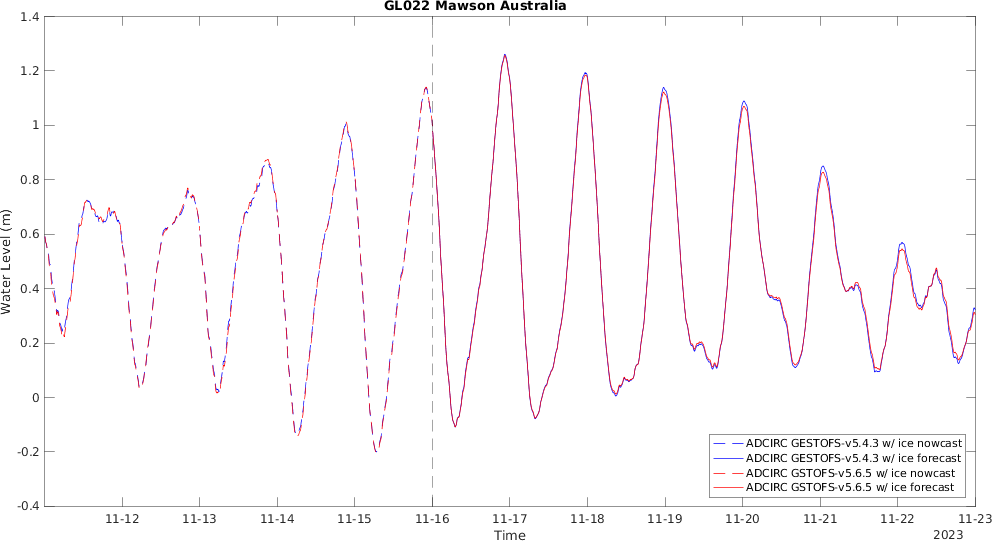 GL022 Mawson Australia
1.4
1.2
1
0.8
0.6
0.4
0.2
0
-0.2
-0.4
Water Level (m)
ADCIRC GESTOFS-v5.4.3 w/ ice nowcast
ADCIRC GESTOFS-v5.4.3 w/ ice forecast
ADCIRC GSTOFS-v5.6.5 w/ ice nowcast
ADCIRC GSTOFS-v5.6.5 w/ ice forecast
11-12 11-13 11-14 11-15 11-16 11-17 11-18 11-19 11-20 11-21 11-22 11-23
Time
2023